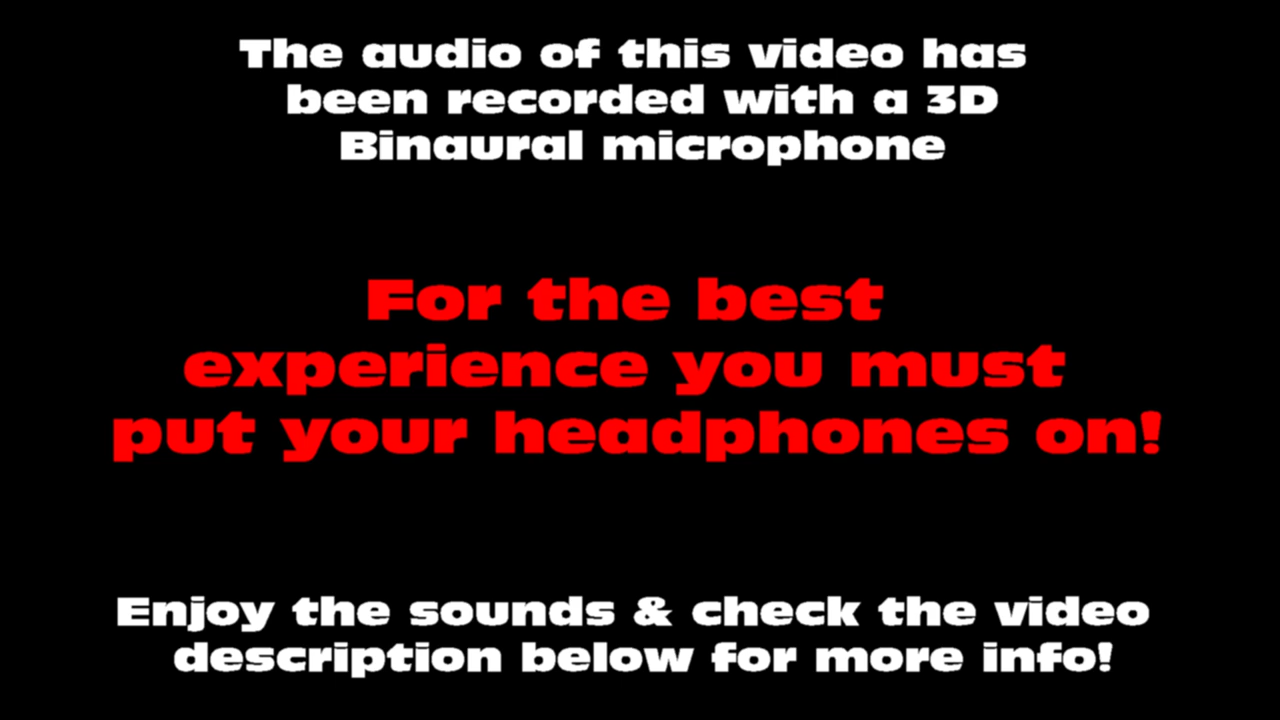 The audio of this video has
been recorded with a 3D
Binaural microphone
For the best
experience you must
put your headphones on!
Enjoy the sounds & check the video
description below for more info!